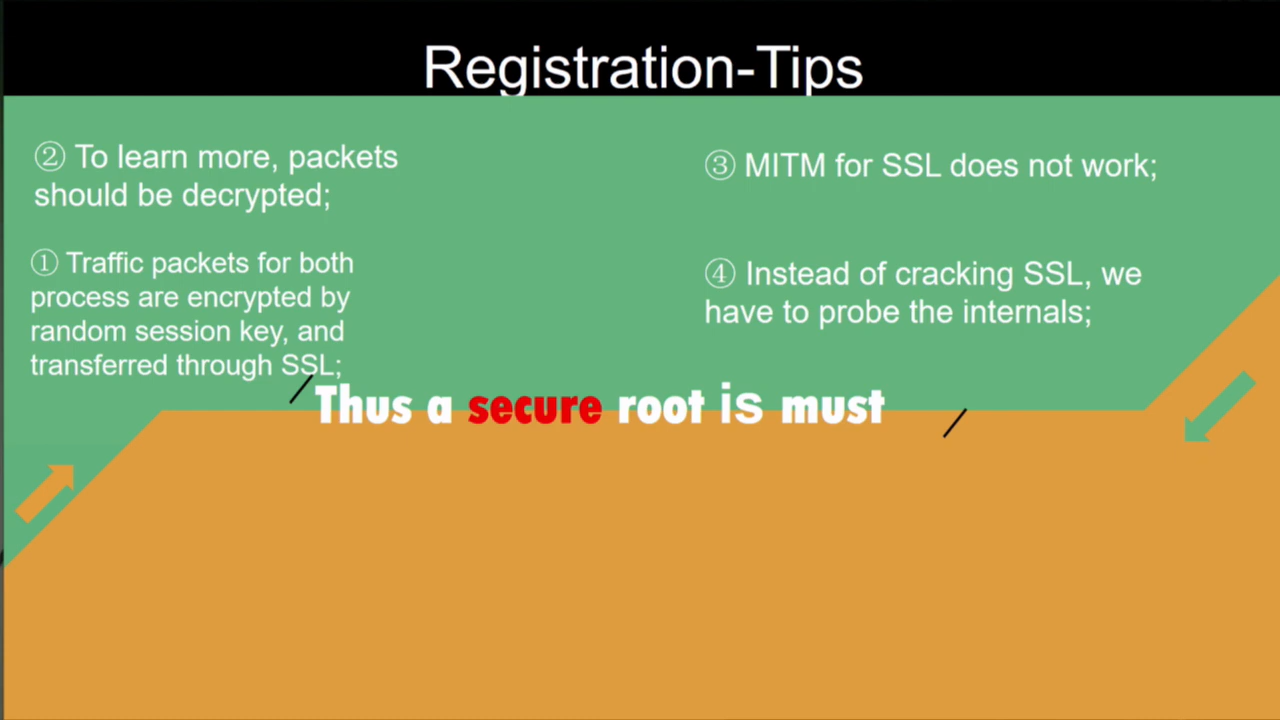 Registration-Tips
② To learn more, packets
should be decrypted;
① Traffic packets for both
process are encrypted by
random session key, and
transferred through SSL;
③ MITM for SSL does not work;
④ Instead of cracking SSL, we
have to probe the internals;
Thus a secure root is must